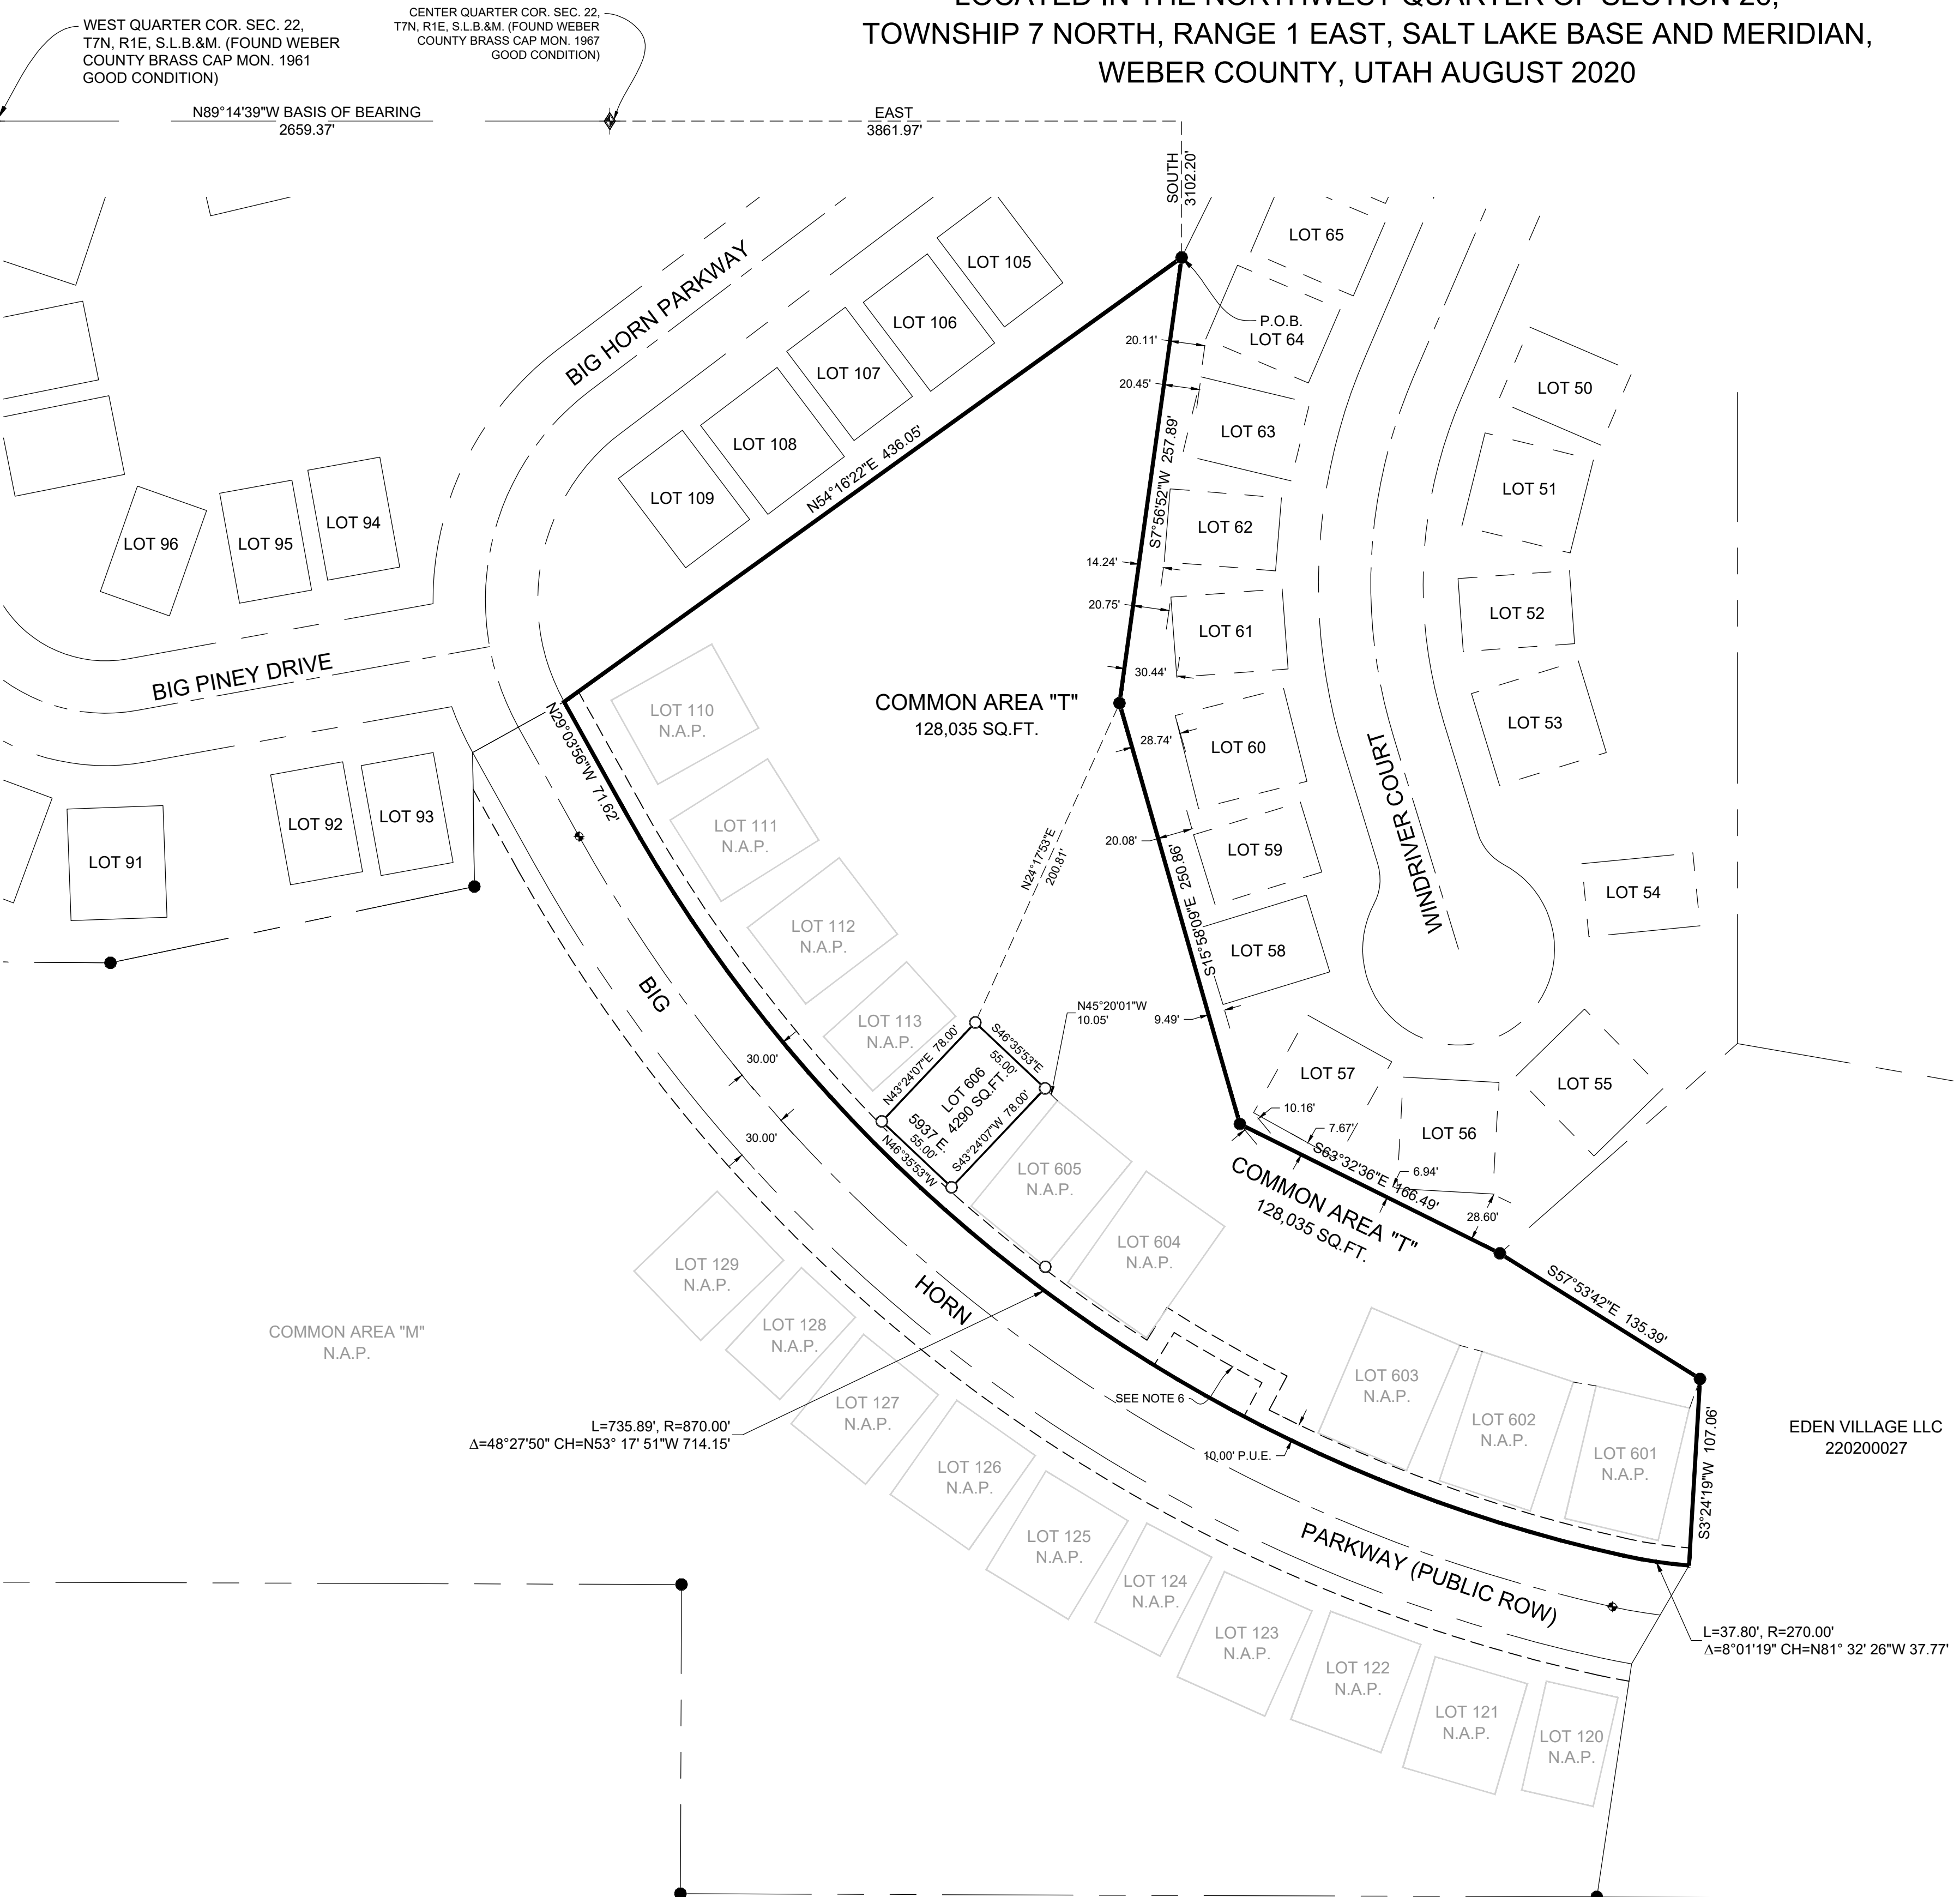 LOCATED IN THE NORTHWEST QUARTER OF SECTION 26,
TOWNSHIP 7 NORTH, RANGE 1 EAST, SALT LAKE BASE AND MERIDIAN,
WEBER COUNTY, UTAH AUGUST 2020
WEST QUARTER COR. SEC. 22,
T7N, R1E, S.L.B.&M. (FOUND WEBER
COUNTY BRASS CAP MON. 1961
GOOD CONDITION)
CENTER QUARTER COR. SEC. 22,
T7N, R1E, S.L.B.&M. (FOUND WEBER
COUNTY BRASS CAP MON. 1967
GOOD CONDITION)
N89°14'39"W BASIS OF BEARING
2659.37'
EAST
3861.97'
SOUTH
3102.20'
P.O.B.
BIG HORN PARKWAY
LOT 105
LOT 106
LOT 107
LOT 108
LOT 109
N54°16'22"E 436.05'
LOT 96
LOT 95
LOT 94
BIG PINEY DRIVE
LOT 91
LOT 92
LOT 93
LOT 65
LOT 64
LOT 63
LOT 62
LOT 61
LOT 60
LOT 59
LOT 58
LOT 57
LOT 56
LOT 55
LOT 54
LOT 53
LOT 52
LOT 51
LOT 50
WINDRIVER COURT
20.11'
20.45'
S7°56'52"W 257.89'
14.24'
20.75'
30.44'
28.74'
20.08'
S15°58'09"E 250.86'
9.49'
10.16'
7.67'
S63°32'36"E 166.49'
6.94'
28.60'
S57°53'42"E 135.39'
S3°24'19"W 107.06'
COMMON AREA "T"
128,035 SQ.FT.
COMMON AREA "T"
128,035 SQ.FT.
N29°03'56"W 71.62'
LOT 110
N.A.P.
LOT 111
N.A.P.
LOT 112
N.A.P.
LOT 113
N.A.P.
N24°17'53"E
200.81'
N45°20'01"W
10.05'
N43°24'07"E 78.00'
S46°35'53"E
55.00'
LOT 606
4290 SQ.FT.
5937 E.
S43°24'07"W 78.00'
55.00'
N46°35'53"W
LOT 605
N.A.P.
LOT 604
N.A.P.
LOT 603
N.A.P.
LOT 602
N.A.P.
LOT 601
N.A.P.
BIG
HORN
PARKWAY (PUBLIC ROW)
30.00'
30.00'
SEE NOTE 6
10.00' P.U.E.
L=735.89', R=870.00'
Δ=48°27'50" CH=N53° 17' 51"W 714.15'
L=37.80', R=270.00'
Δ=8°01'19" CH=N81° 32' 26"W 37.77'
EDEN VILLAGE LLC
220200027
COMMON AREA "M"
N.A.P.
LOT 129
N.A.P.
LOT 128
N.A.P.
LOT 127
N.A.P.
LOT 126
N.A.P.
LOT 125
N.A.P.
LOT 124
N.A.P.
LOT 123
N.A.P.
LOT 122
N.A.P.
LOT 121
N.A.P.
LOT 120
N.A.P.